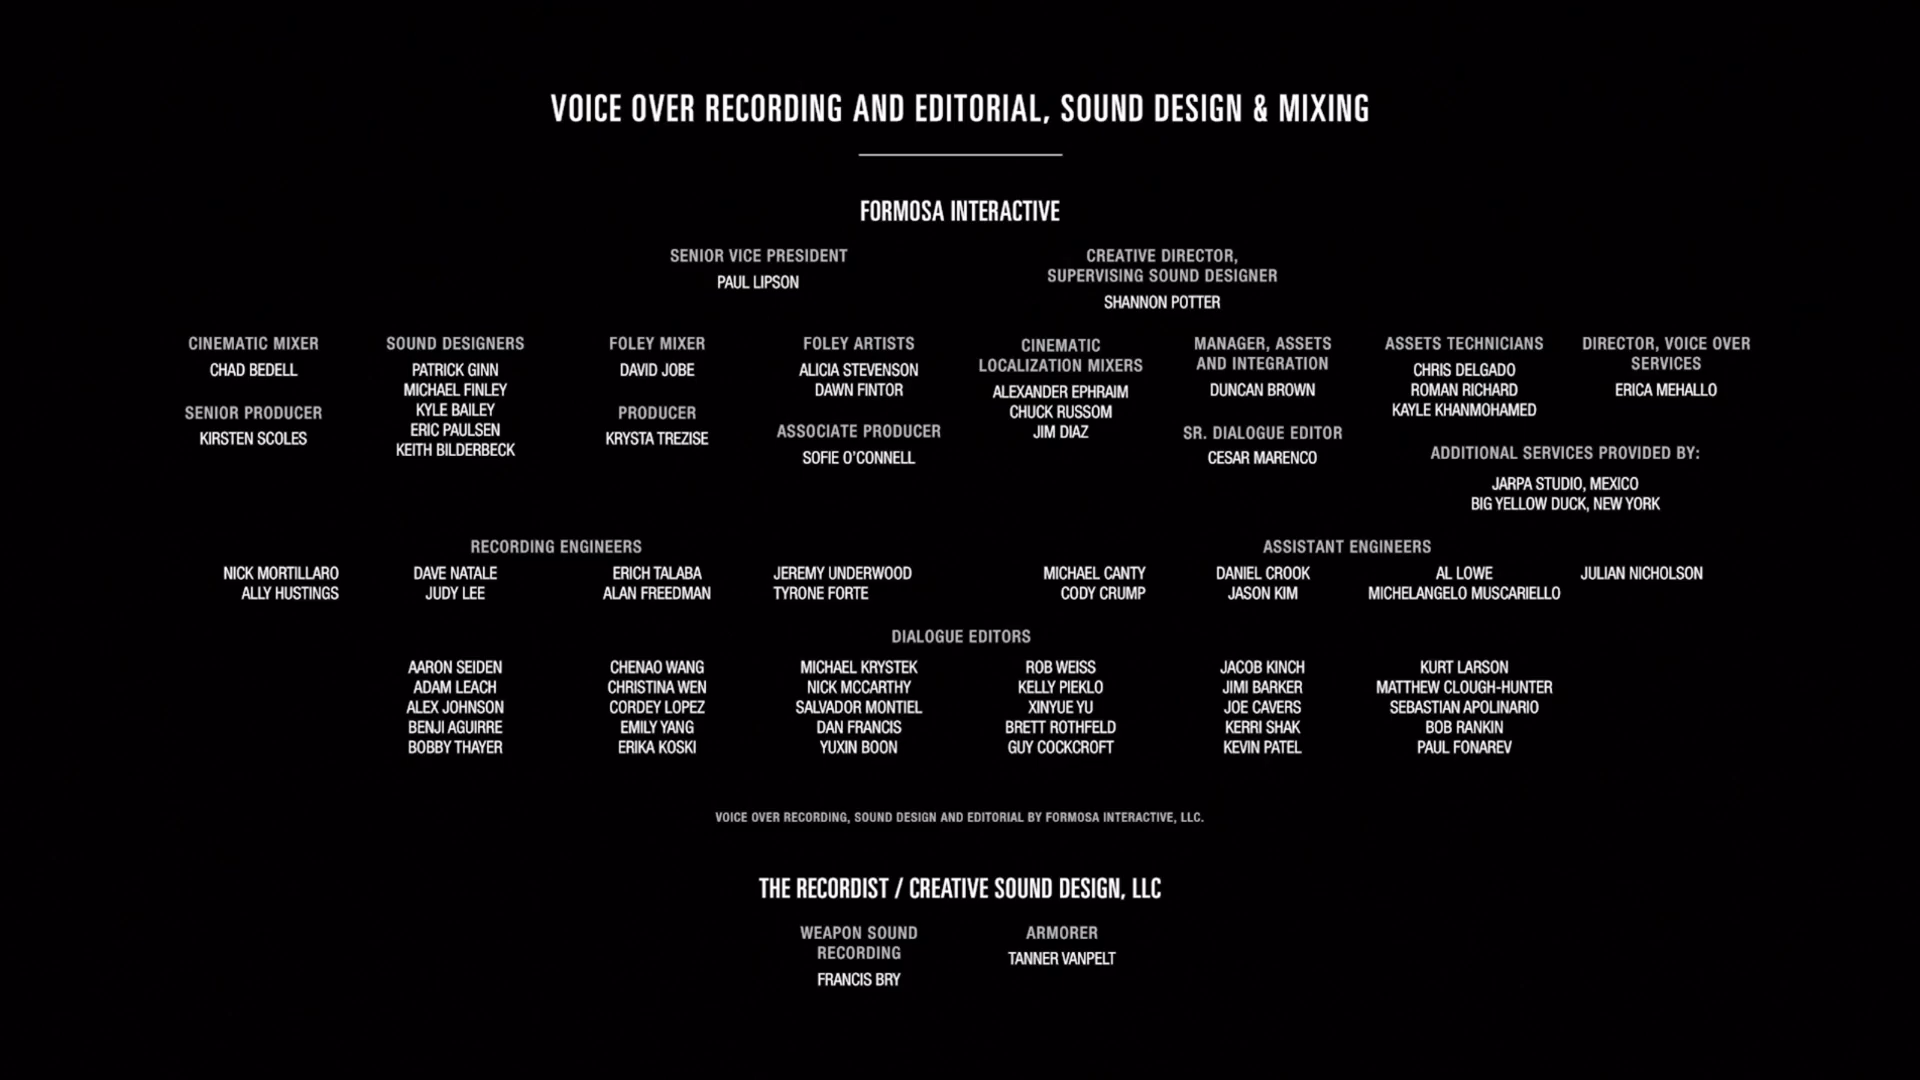 VOICE OVER RECORDING AND EDITORIAL, SOUND DESIGN & MIXING
FORMOSA INTERACTIVE
SENIOR VICE PRESIDENT
PAUL LIPSON
CREATIVE DIRECTOR,
SUPERVISING SOUND DESIGNER
SHANNON POTTER
CINEMATIC MIXER
CHAD BEDELL
SENIOR PRODUCER
KIRSTEN SCOLES
SOUND DESIGNERS
PATRICK GINN
MICHAEL FINLEY
KYLE BAILEY
ERIC PAULSEN
KEITH BILDERBECK
FOLEY MIXER
DAVID JOBE
PRODUCER
KRYSTA TREZISE
FOLEY ARTISTS
ALICIA STEVENSON
DAWN FINTOR
ASSOCIATE PRODUCER
SOFIE O'CONNELL
CINEMATIC
LOCALIZATION MIXERS
ALEXANDER EPHRAIM
CHUCK RUSSOM
JIM DIAZ
MANAGER, ASSETS
AND INTEGRATION
DUNCAN BROWN
SR. DIALOGUE EDITOR
CESAR MARENCO
ASSETS TECHNICIANS
CHRIS DELGADO
ROMAN RICHARD
KAYLE KHANMOHAMED
DIRECTOR, VOICE OVER
SERVICES
ERICA MEHALLO
ADDITIONAL SERVICES PROVIDED BY:
JARPA STUDIO, MEXICO
BIG YELLOW DUCK, NEW YORK
RECORDING ENGINEERS
NICK MORTILLARO
ALLY HUSTINGS
DAVE NATALE
JUDY LEE
ERICH TALABA
ALAN FREEDMAN
JEREMY UNDERWOOD
TYRONE FORTE
ASSISTANT ENGINEERS
MICHAEL CANTY
CODY CRUMP
DANIEL CROOK
JASON KIM
AL LOWE
MICHELANGELO MUSCARIELLO
JULIAN NICHOLSON
DIALOGUE EDITORS
AARON SEIDEN
ADAM LEACH
ALEX JOHNSON
BENJI AGUIRRE
BOBBY THAYER
CHENAO WANG
CHRISTINA WEN
CORDEY LOPEZ
EMILY YANG
ERIKA KOSKI
MICHAEL KRYSTEK
NICK MCCARTHY
SALVADOR MONTIEL
DAN FRANCIS
YUXIN BOON
ROB WEISS
KELLY PIEKLO
XINYUE YU
BRETT ROTHFELD
GUY COCKCROFT
JACOB KINCH
JIMI BARKER
JOE CAVERS
KERRI SHAK
KEVIN PATEL
KURT LARSON
MATTHEW CLOUGH-HUNTER
SEBASTIAN APOLINARIO
BOB RANKIN
PAUL FONAREV
VOICE OVER RECORDING, SOUND DESIGN AND EDITORIAL BY FORMOSA INTERACTIVE, LLC.
THE RECORDIST / CREATIVE SOUND DESIGN, LLC
WEAPON SOUND
RECORDING
FRANCIS BRY
ARMORER
TANNER VANPELT